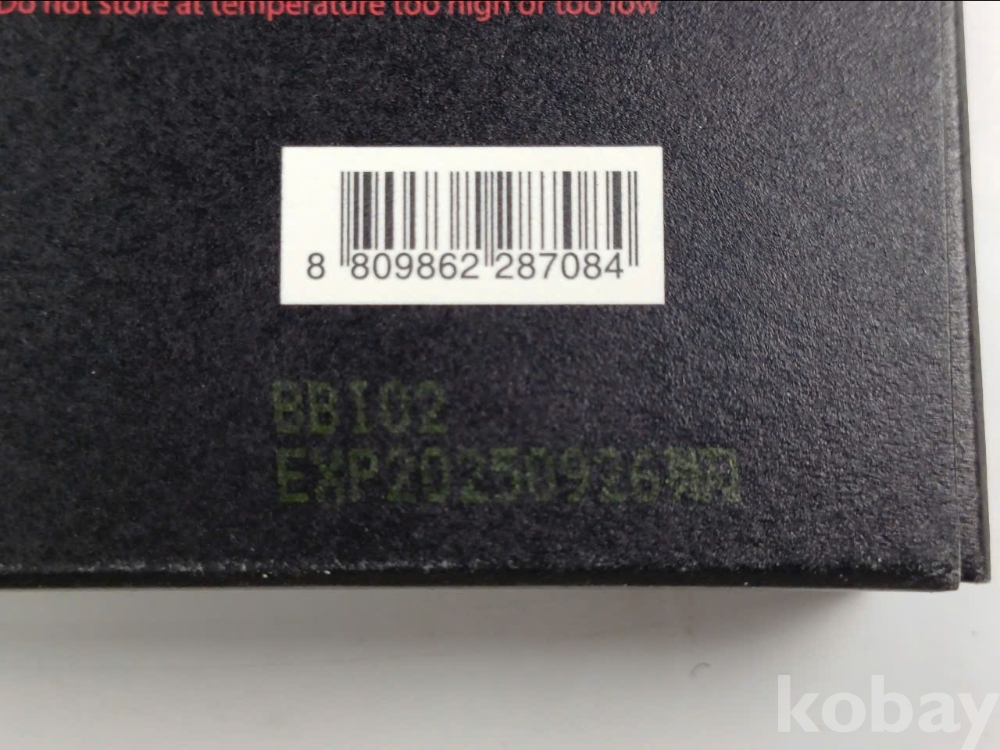 Do not store at temperature too high or too low
8 809862 287084
BBI02
EXP20250926까지
kobay